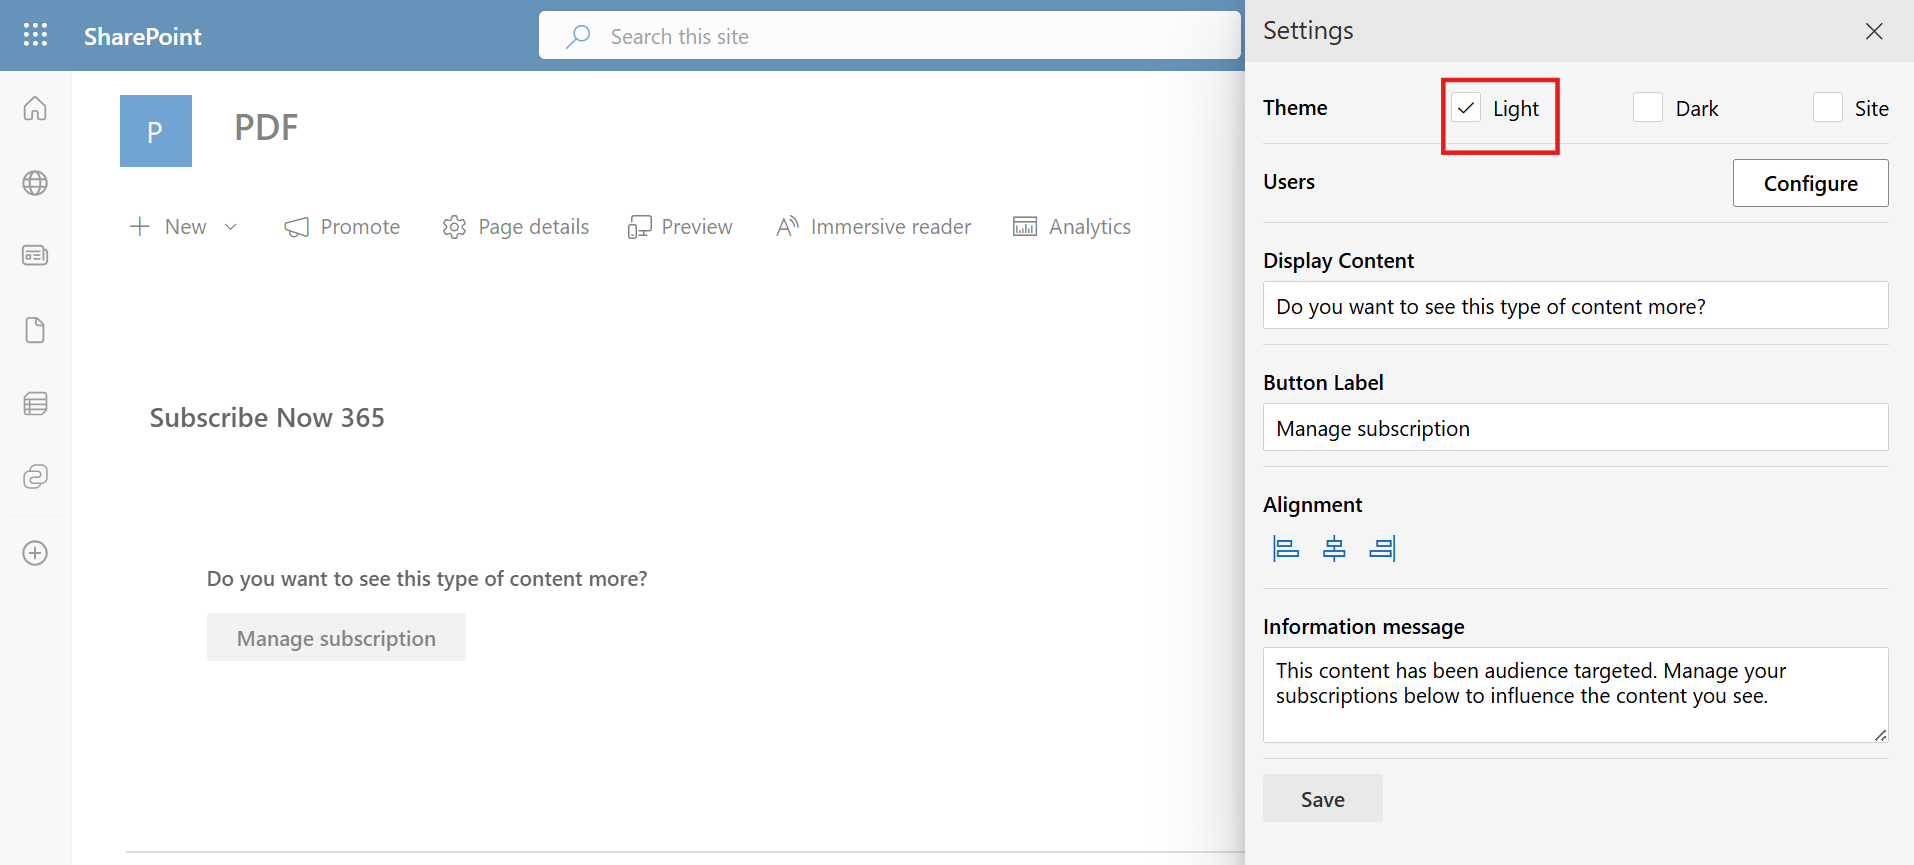 SharePoint
Search this site
P
PDF
New
Promote
Page details
Preview
Immersive reader
Analytics
Subscribe Now 365
Do you want to see this type of content more?
Manage subscription
Settings
Theme
Light
Dark
Site
Users
Configure
Display Content
Do you want to see this type of content more?
Button Label
Manage subscription
Alignment
Information message
This content has been audience targeted. Manage your
subscriptions below to influence the content you see.
Save